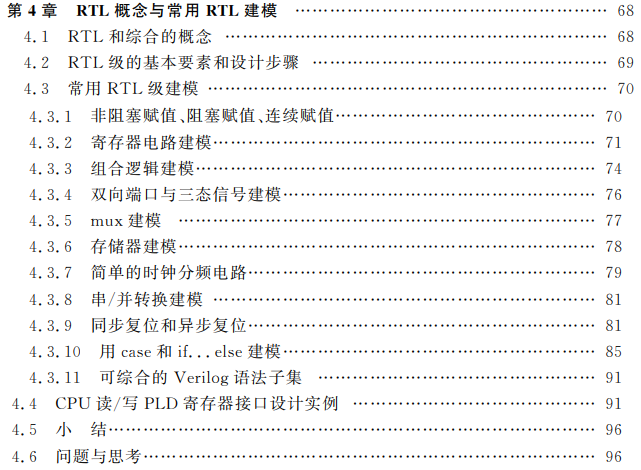 第 4 章 RTL 概念与常用 RTL 建模 …………………………………… 68
4.1 RTL 和综合的概念 …………………………………………… 68
4.2 RTL 级的基本要素和设计步骤 ………………………………… 69
4.3 常用 RTL 级建模 …………………………………………… 70
4.3.1 非阻塞赋值、阻塞赋值、连续赋值………………………………… 70
4.3.2 寄存器电路建模……………………………………………… 71
4.3.3 组合逻辑建模………………………………………………… 74
4.3.4 双向端口与三态信号建模……………………………………… 76
4.3.5 mux 建模 …………………………………………………… 77
4.3.6 存储器建模…………………………………………………… 78
4.3.7 简单的时钟分频电路…………………………………………… 79
4.3.8 串/并转换建模 ……………………………………………… 81
4.3.9 同步复位和异步复位…………………………………………… 81
4.3.10 用 case 和 if...else 建模……………………………………… 85
4.3.11 可综合的 Verilog 语法子集 ………………………………… 91
4.4 CPU 读/写 PLD 寄存器接口设计实例 ……………………………… 91
4.5 小 结…………………………………………………………… 96
4.6 问题与思考……………………………………………………… 96